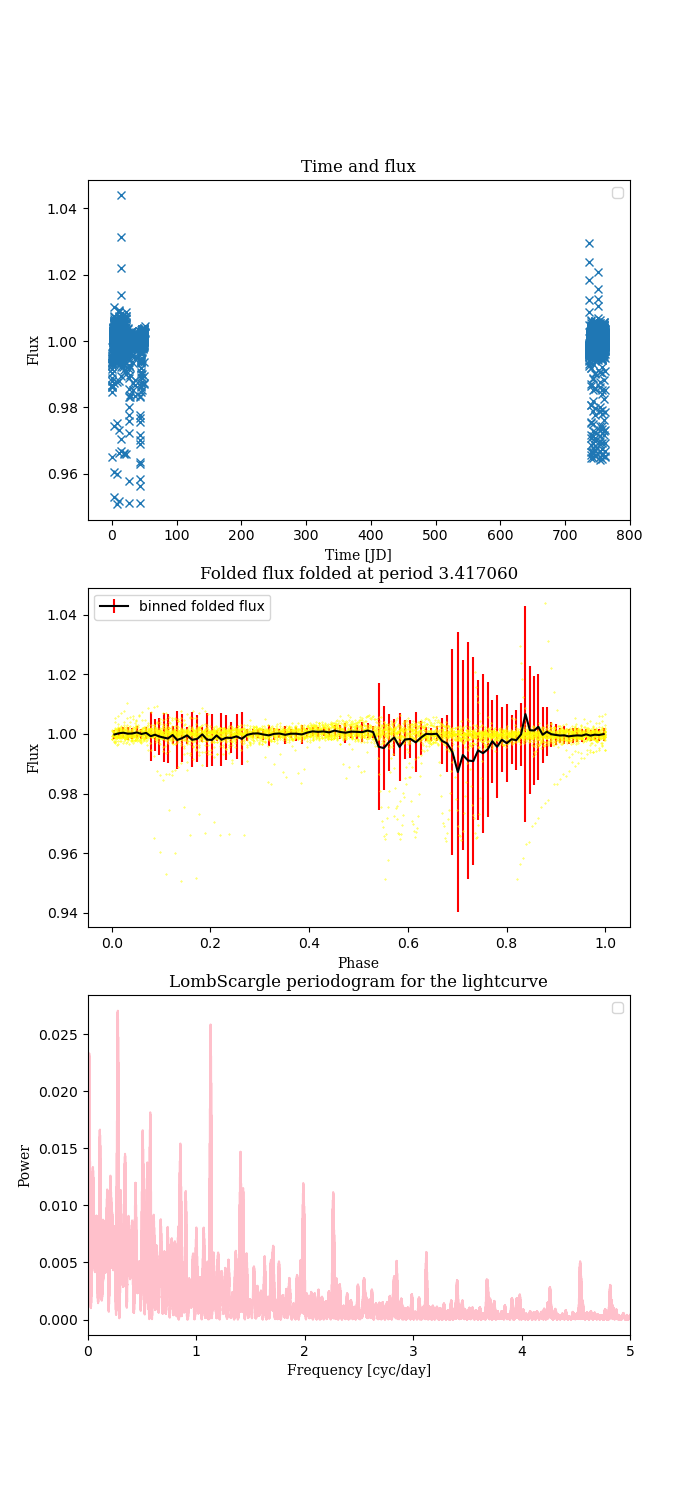 Time and flux
1.04
1.02
1.00
0.98
0.96
Flux
0 100 200 300 400 500 600 700 800
Time [JD]
Folded flux folded at period 3.417060
binned folded flux
1.04
1.02
1.00
0.98
0.96
0.94
Flux
0.0 0.2 0.4 0.6 0.8 1.0
Phase
LombScargle periodogram for the lightcurve
0.025
0.020
0.015
0.010
0.005
0.000
Power
0 1 2 3 4 5
Frequency [cyc/day]